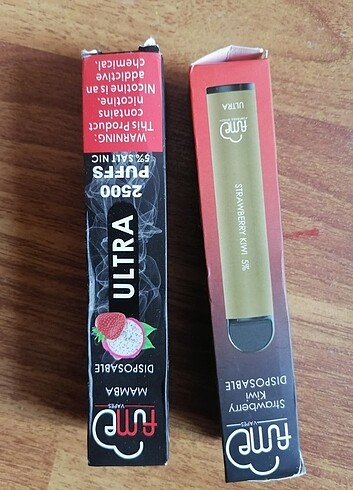 fume
VAPES
MAMBA
DISPOSABLE
ULTRA
2500
PUFFS
5% SALT NIC
WARNING:
This Product
contains
nicotine.
Nicotine is an
addictive
chemical.
fume
VAPES
Strawberry
Kiwi
DISPOSABLE
STRAWBERRY KIWI 5%
fume
ULTRA